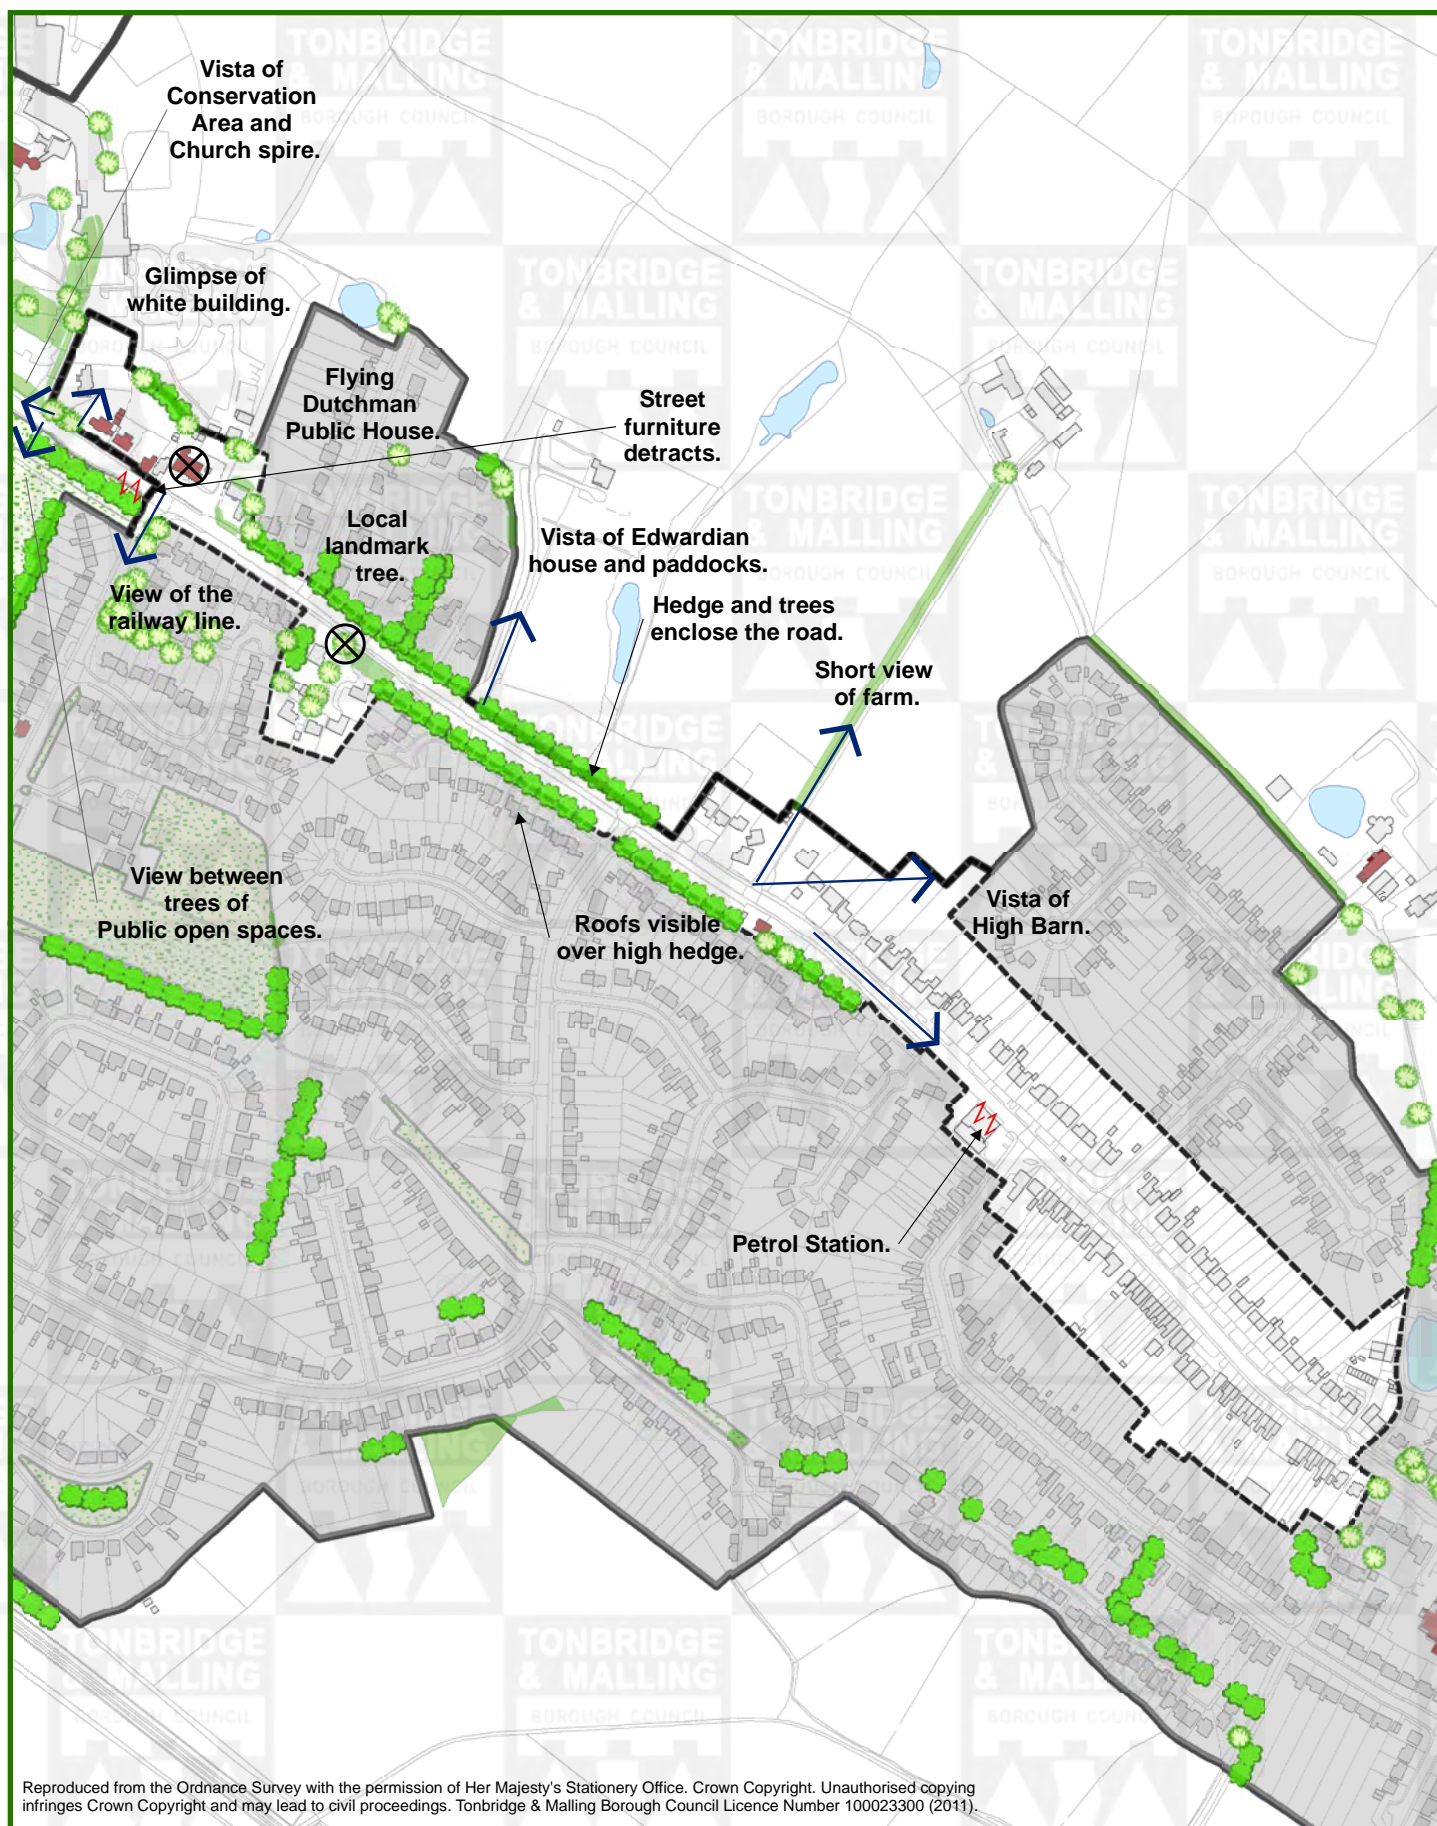 Vista of
Conservation
Area and
Church spire.
Glimpse of
white building.
Flying
Dutchman
Public House.
Street
furniture
detracts.
Local
landmark
tree.
Vista of Edwardian
house and paddocks.
View of the
railway line.
Hedge and trees
enclose the road.
Short view
of farm.
View between
trees of
Public open spaces.
Roofs visible
over high hedge.
Vista of
High Barn.
Petrol Station.
TONBRIDGE
& MALLING
BOROUGH COUNCIL
Reproduced from the Ordnance Survey with the permission of Her Majesty's Stationery Office. Crown Copyright. Unauthorised copying
infringes Crown Copyright and may lead to civil proceedings. Tonbridge & Malling Borough Council Licence Number 100023300 (2011).